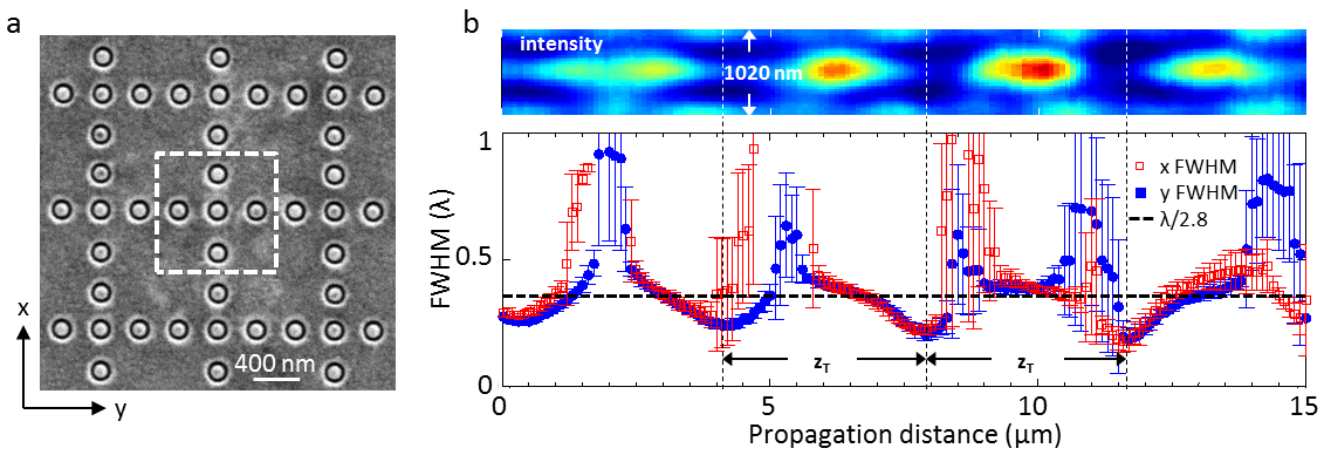 a
x
y
400 nm
b
intensity
1020 nm
FWHM (λ)
1
0.5
0
x FWHM
y FWHM
λ/2.8
z_T
z_T
0
5
10
15
Propagation distance (μm)